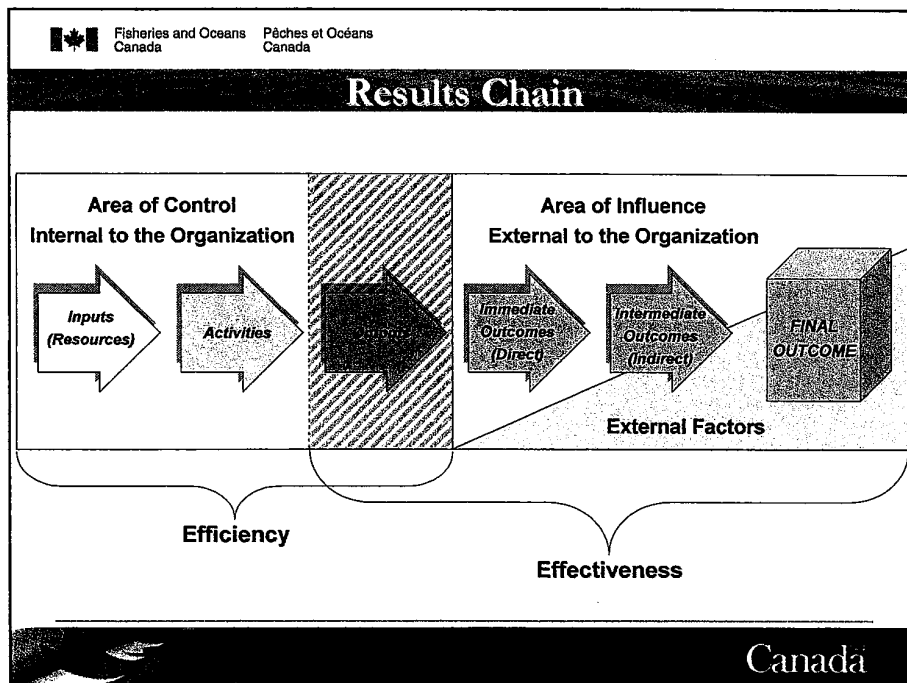 Fisheries and Oceans Pêches et Océans
Canada Canada
Results Chain
Area of Control
Internal to the Organization
Area of Influence
External to the Organization
Inputs
(Resources)
Activities
Outputs
Immediate
Outcomes
(Direct)
Intermediate
Outcomes
(Indirect)
FINAL
OUTCOME
External Factors
Efficiency
Effectiveness
Canada